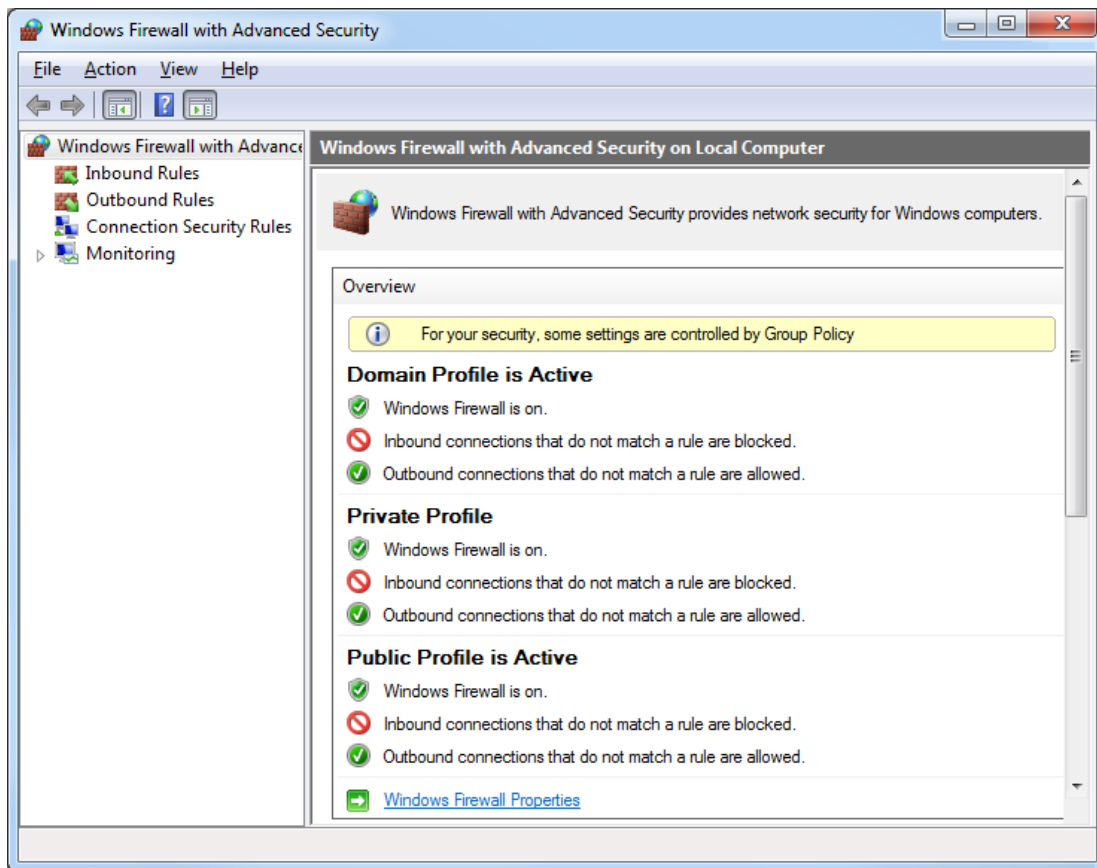 Windows Firewall with Advanced Security
File Action View Help
Windows Firewall with Advance
Inbound Rules
Outbound Rules
Connection Security Rules
Monitoring
Windows Firewall with Advanced Security on Local Computer
Windows Firewall with Advanced Security provides network security for Windows computers.
Overview
For your security, some settings are controlled by Group Policy
Domain Profile is Active
Windows Firewall is on.
Inbound connections that do not match a rule are blocked.
Outbound connections that do not match a rule are allowed.
Private Profile
Windows Firewall is on.
Inbound connections that do not match a rule are blocked.
Outbound connections that do not match a rule are allowed.
Public Profile is Active
Windows Firewall is on.
Inbound connections that do not match a rule are blocked.
Outbound connections that do not match a rule are allowed.
Windows Firewall Properties